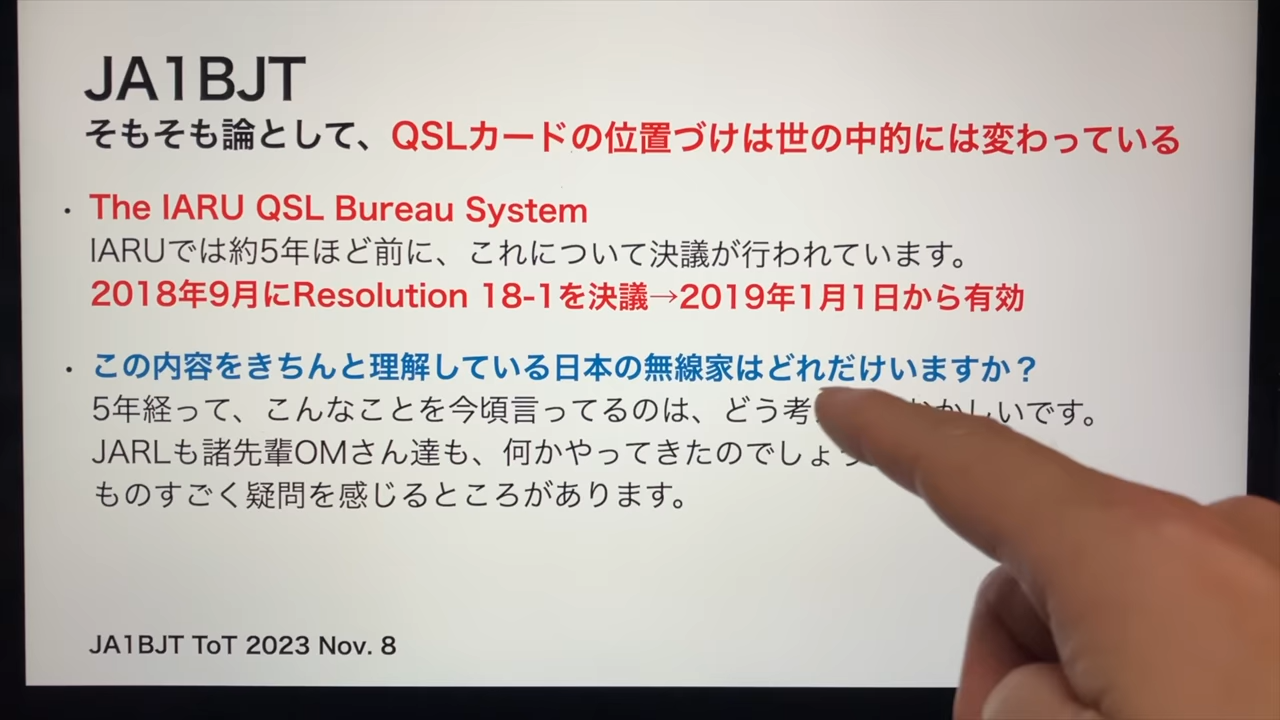 JA1BJT
そもそも論として、QSLカードの位置づけは世の中的には変わっている
・The IARU QSL Bureau System
IARUでは約5年ほど前に、これについて決議が行われています。
2018年9月にResolution 18-1を決議→2019年1月1日から有効
・この内容をきちんと理解している日本の無線家はどれだけいますか？
5年経って、こんなことを今頃言ってるのは、どう考 かしいです。
JARLも諸先輩OMさん達も、何かやってきたのでしょ
ものすごく疑問を感じるところがあります。
JA1BJT ToT 2023 Nov. 8